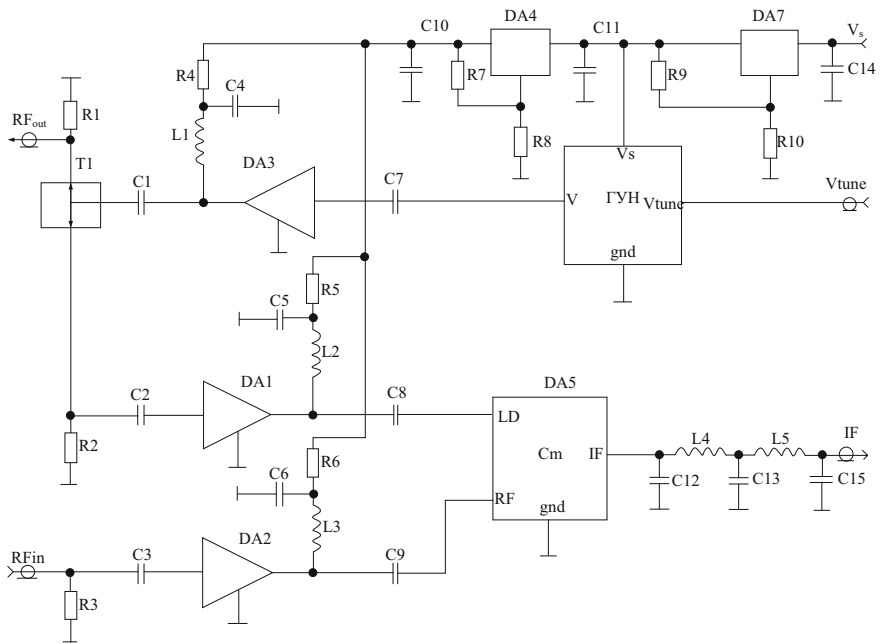 DA4
DA7
C10
C11
Vs
R4
C4
R7
R9
C14
R1
RFout
L1
R8
R10
T1
DA3
Vs
C1
C7
V
ГУН
Vtune
Vtune
gnd
R5
C5
L2
DA1
C8
DA5
C2
LD
L4
L5
IF
R2
R6
Cm
IF
C6
C12
C13
C15
RF
L3
gnd
RFin
C3
DA2
C9
R3